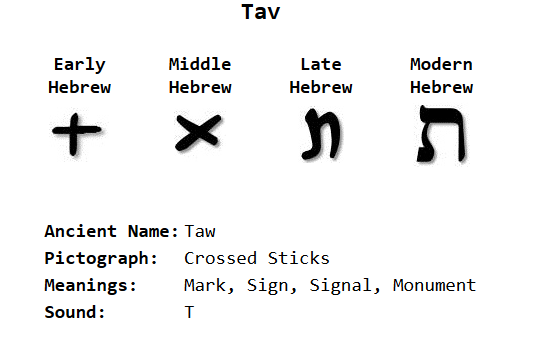 Tav
Early Middle Late Modern
Hebrew Hebrew Hebrew Hebrew
𐤕 𐤕 ת ת
Ancient Name: Taw
Pictograph: Crossed Sticks
Meanings: Mark, Sign, Signal, Monument
Sound: T